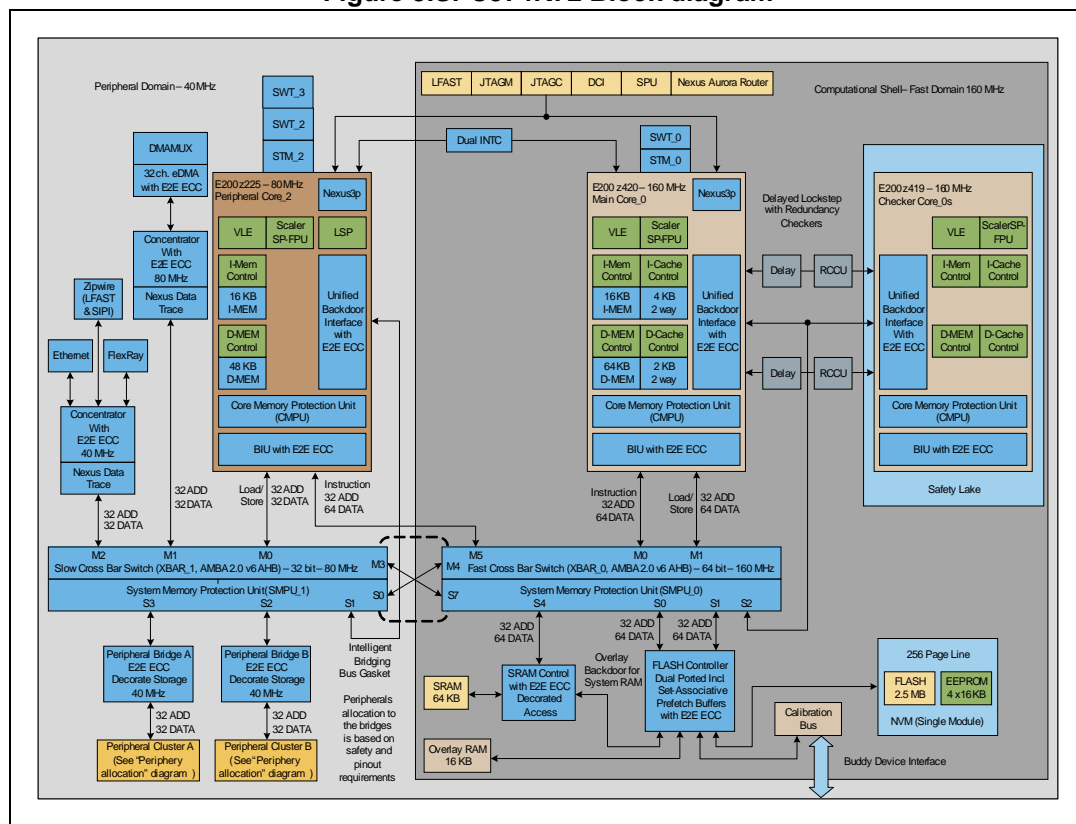 Peripheral Domain – 40 MHz
SWT_3
SWT_2
STM_2
DMAMUX
32ch. eDMA
with E2E ECC
Concentrator
With
E2E ECC
80 MHz
Nexus Data
Trace
Zipwire
(LFAST
& SIPI)
Ethernet
FlexRay
Concentrator
With
E2E ECC
40 MHz
Nexus Data
Trace
E200 z225 – 80 MHz
Peripheral Core_2
Nexus3p
VLE
Scaler
SP-FPU
LSP
I-Mem
Control
16 KB
I-MEM
D-MEM
Control
48 KB
D-MEM
Unified
Backdoor
Interface
with
E2E ECC
Core Memory Protection Unit
(CMPU)
BIU with E2E ECC
LFAST
JTAGM
JTAGC
DCI
SPU
Nexus Aurora Router
Computational Shell– Fast Domain 160 MHz
Dual INTC
SWT_0
STM_0
E200 z420 – 160 MHz
Main Core_0
Nexus3p
VLE
Scaler
SP-FPU
I-Mem
Control
I-Cache
Control
16 KB
I-MEM
4 KB
2 way
D-MEM
Control
D-Cache
Control
64 KB
D-MEM
2 KB
2 way
Unified
Backdoor
Interface
with
E2E ECC
Core Memory Protection Unit
(CMPU)
BIU with E2E ECC
Delayed Lockstep
with Redundancy
Checkers
Delay
RCCU
Delay
RCCU
E200 z419 – 160 MHz
Checker Core_0s
VLE
ScalerSP-
FPU
I-Mem
Control
I-Cache
Control
D-MEM
Control
D-Cache
Control
Unified
Backdoor
Interface
With
E2E ECC
Core Memory Protection Unit
(CMPU)
BIU with E2E ECC
Safety Lake
32 ADD
32 DATA
32 ADD
32 DATA
Load/
Store
32 ADD
32 DATA
Instruction
32 ADD
64 DATA
Instruction
32 ADD
64 DATA
Load/
Store
32 ADD
64 DATA
M2
M1
M0
M3
Slow Cross Bar Switch (XBAR_1, AMBA 2.0 v6 AHB) – 32 bit – 80 MHz
System Memory Protection Unit (SMPU_1)
S0
S3
S2
S1
M5
M0
M1
M4
Fast Cross Bar Switch (XBAR_0, AMBA 2.0 v6 AHB) – 64 bit – 160 MHz
System Memory Protection Unit (SMPU_0)
S7
S4
S0
S1
S2
Peripheral Bridge A
E2E ECC
Decorate Storage
40 MHz
32 ADD
32 DATA
Peripheral Cluster A
(See “Periphery
allocation” diagram )
Peripheral Bridge B
E2E ECC
Decorate Storage
40 MHz
32 ADD
32 DATA
Peripheral Cluster B
(See “Periphery
allocation” diagram )
Intelligent
Bridging
Bus Gasket
Peripherals
allocation to
the bridges
is based on
safety and
pinout
requirements
32 ADD
64 DATA
32 ADD
64 DATA
32 ADD
64 DATA
SRAM
64 KB
SRAM Control
with E2E ECC
Decorated
Access
Overlay
Backdoor for
System RAM
FLASH Controller
Dual Ported Incl.
Set-Associative
Prefetch Buffers
with E2E ECC
Overlay RAM
16 KB
256 Page Line
FLASH
2.5 MB
EEPROM
4 x16 KB
NVM (Single Module)
Calibration
Bus
Buddy Device Interface